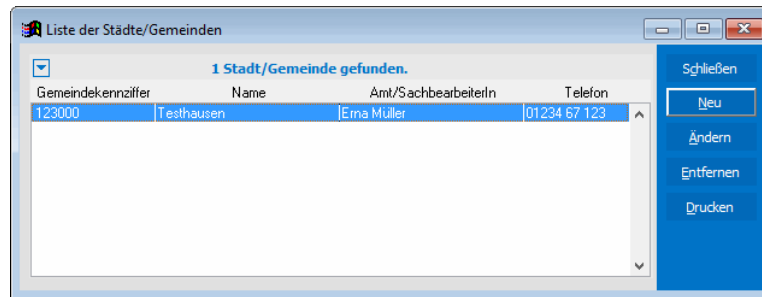 Liste der Städte/Gemeinden
1 Stadt/Gemeinde gefunden.
Gemeindekennziffer Name Amt/SachbearbeiterIn Telefon
123000 Testhausen Erna Müller 01234 67 123
Schließen
Neu
Ändern
Entfernen
Drucken